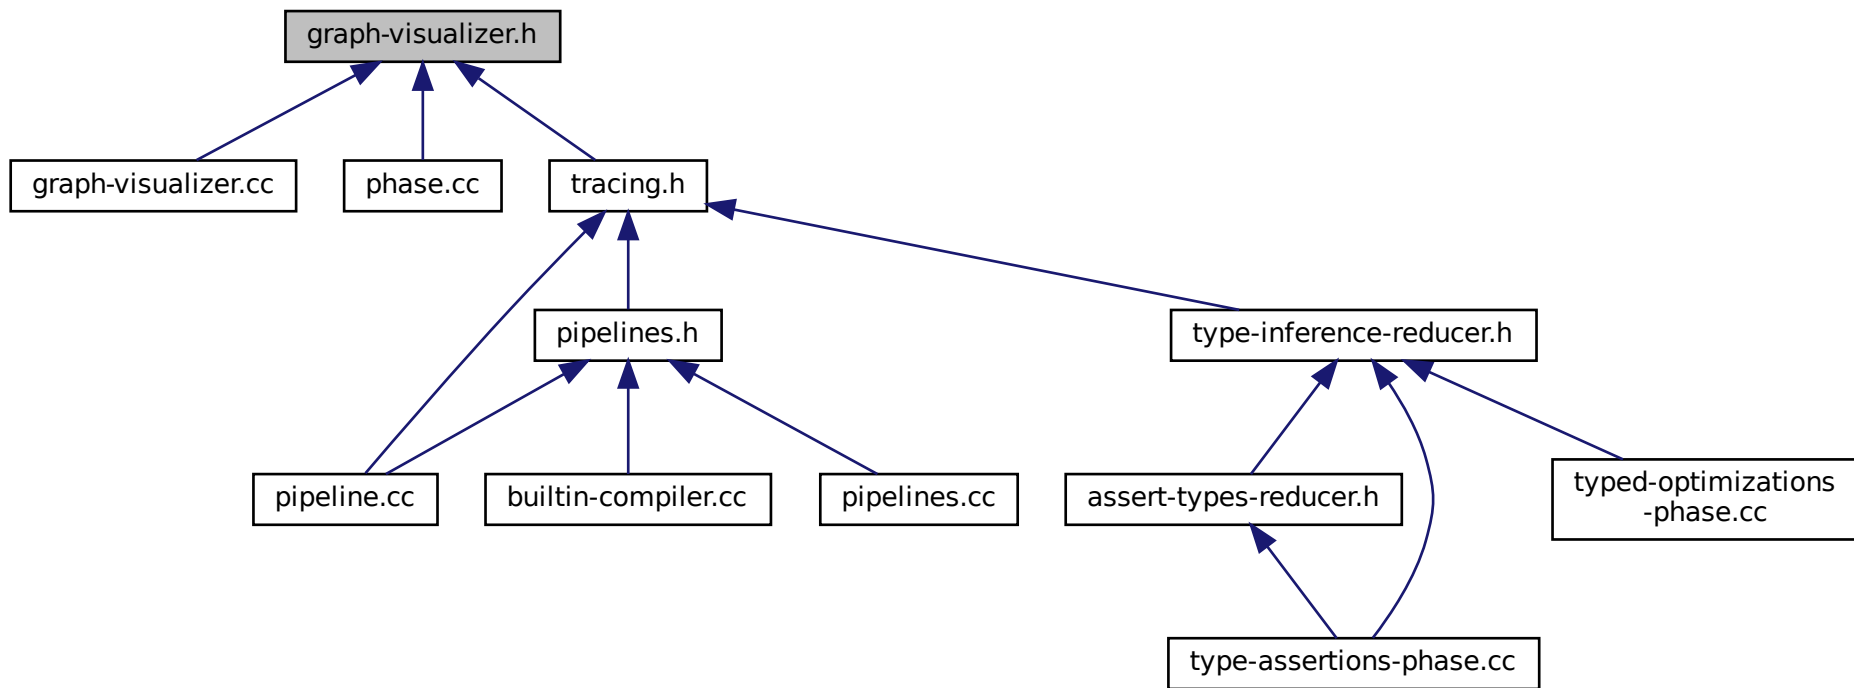 graph-visualizer.h
graph-visualizer.cc
phase.cc
tracing.h
pipelines.h
type-inference-reducer.h
pipeline.cc
builtin-compiler.cc
pipelines.cc
assert-types-reducer.h
typed-optimizations
-phase.cc
type-assertions-phase.cc